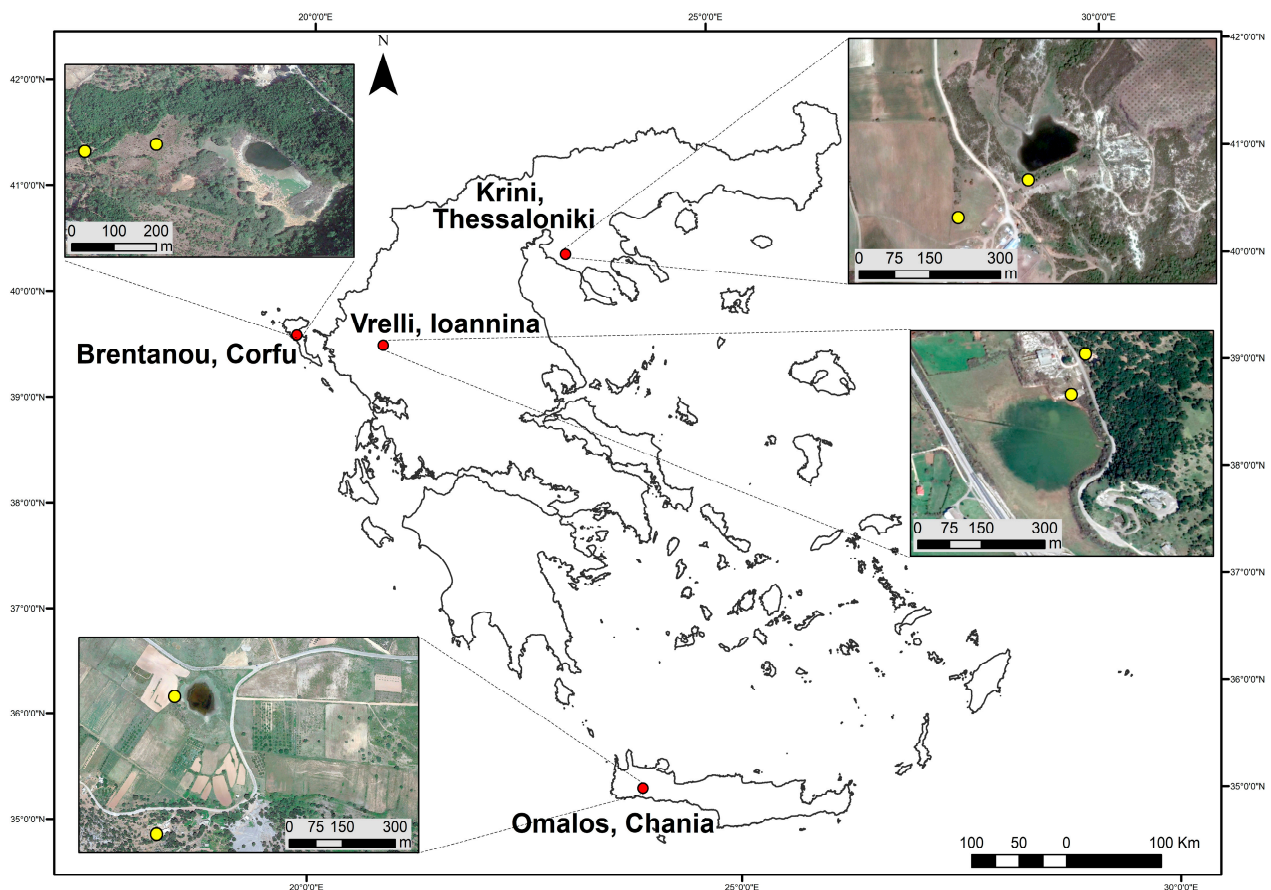 20°0'0"E 25°0'0"E 30°0'0"E
N
42°0'0"N 42°0'0"N
41°0'0"N 41°0'0"N
40°0'0"N 40°0'0"N
39°0'0"N 39°0'0"N
38°0'0"N 38°0'0"N
37°0'0"N 37°0'0"N
36°0'0"N 36°0'0"N
35°0'0"N 35°0'0"N
0 100 200
m
0 75 150 300
m
Krini,
Thessaloniki
Vrelli, Ioannina
Brentanou, Corfu
0 75 150 300
m
0 75 150 300
m
Omalos, Chania
100 50 0 100 Km
20°0'0"E 25°0'0"E 30°0'0"E